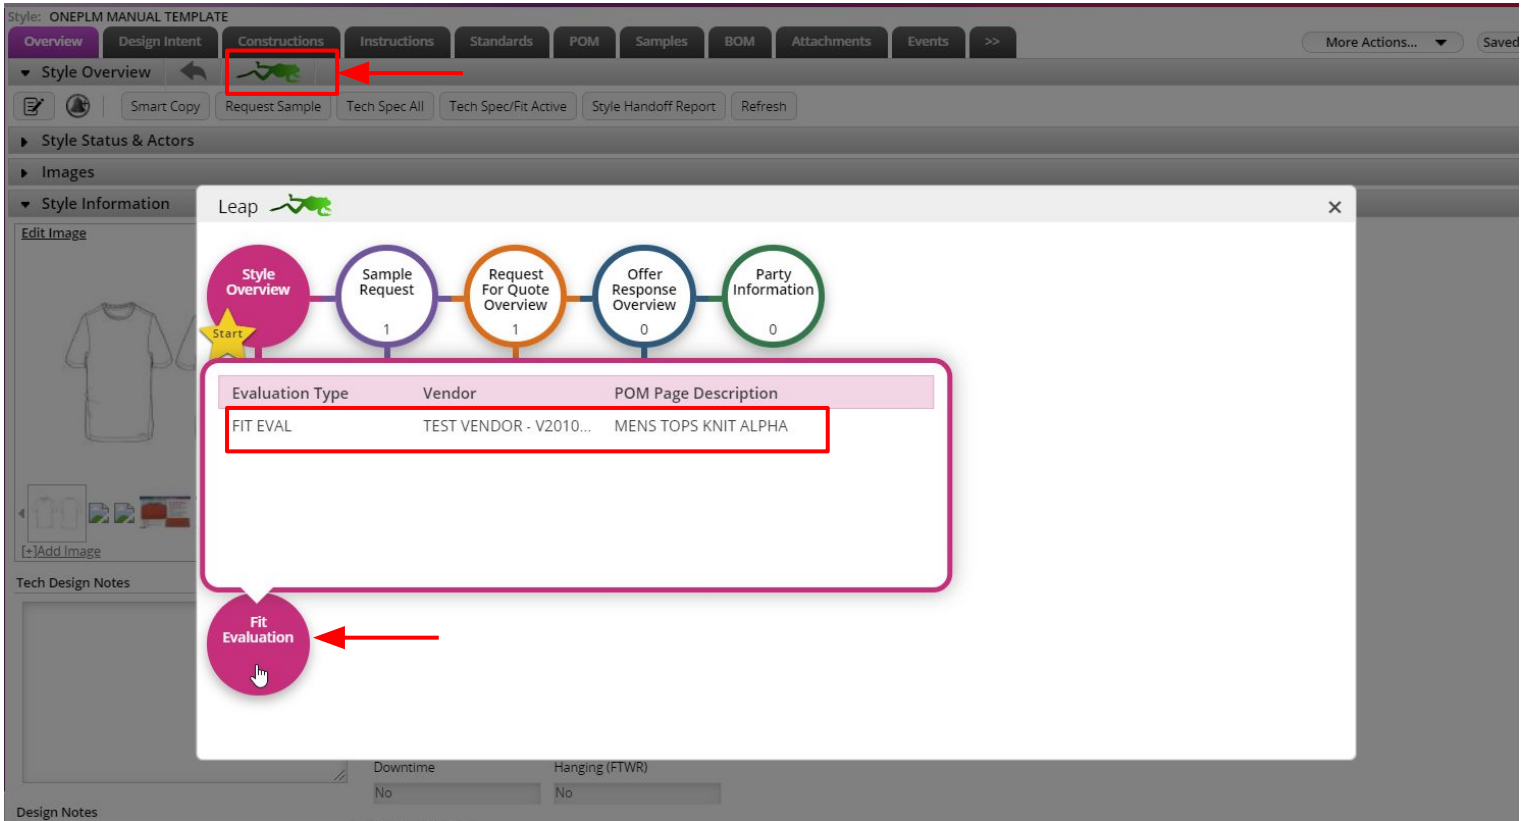 Style: ONEPLM MANUAL TEMPLATE
Overview Design Intent Constructions Instructions Standards POM Samples BOM Attachments Events >> More Actions... Saved
Style Overview
Smart Copy Request Sample Tech Spec All Tech Spec/Fit Active Style Handoff Report Refresh
Style Status & Actors
Images
Style Information
Edit Image
[+]Add Image
Tech Design Notes
Downtime Hanging (FTWR)
No No
Design Notes
Leap
Style
Overview
Start
Sample
Request
1
Request
For Quote
Overview
1
Offer
Response
Overview
0
Party
Information
0
Evaluation Type Vendor POM Page Description
FIT EVAL TEST VENDOR - V2010... MENS TOPS KNIT ALPHA
Fit
Evaluation